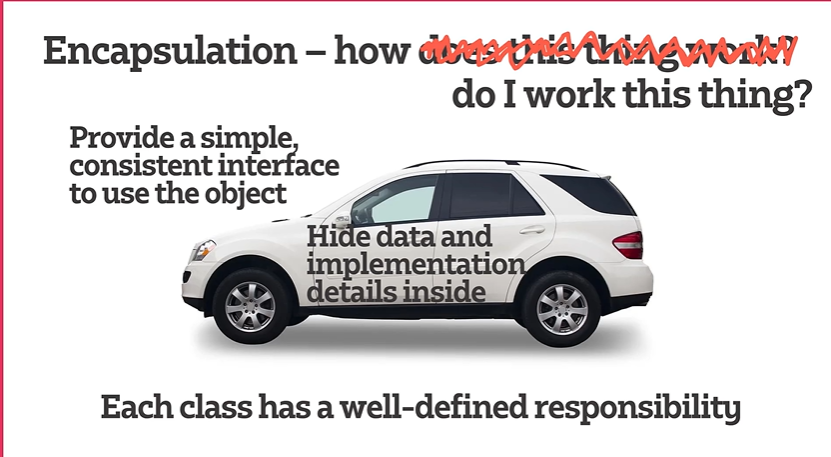 Encapsulation – how does this thing work?
do I work this thing?
Provide a simple,
consistent interface
to use the object
Hide data and
implementation
details inside
Each class has a well-defined responsibility